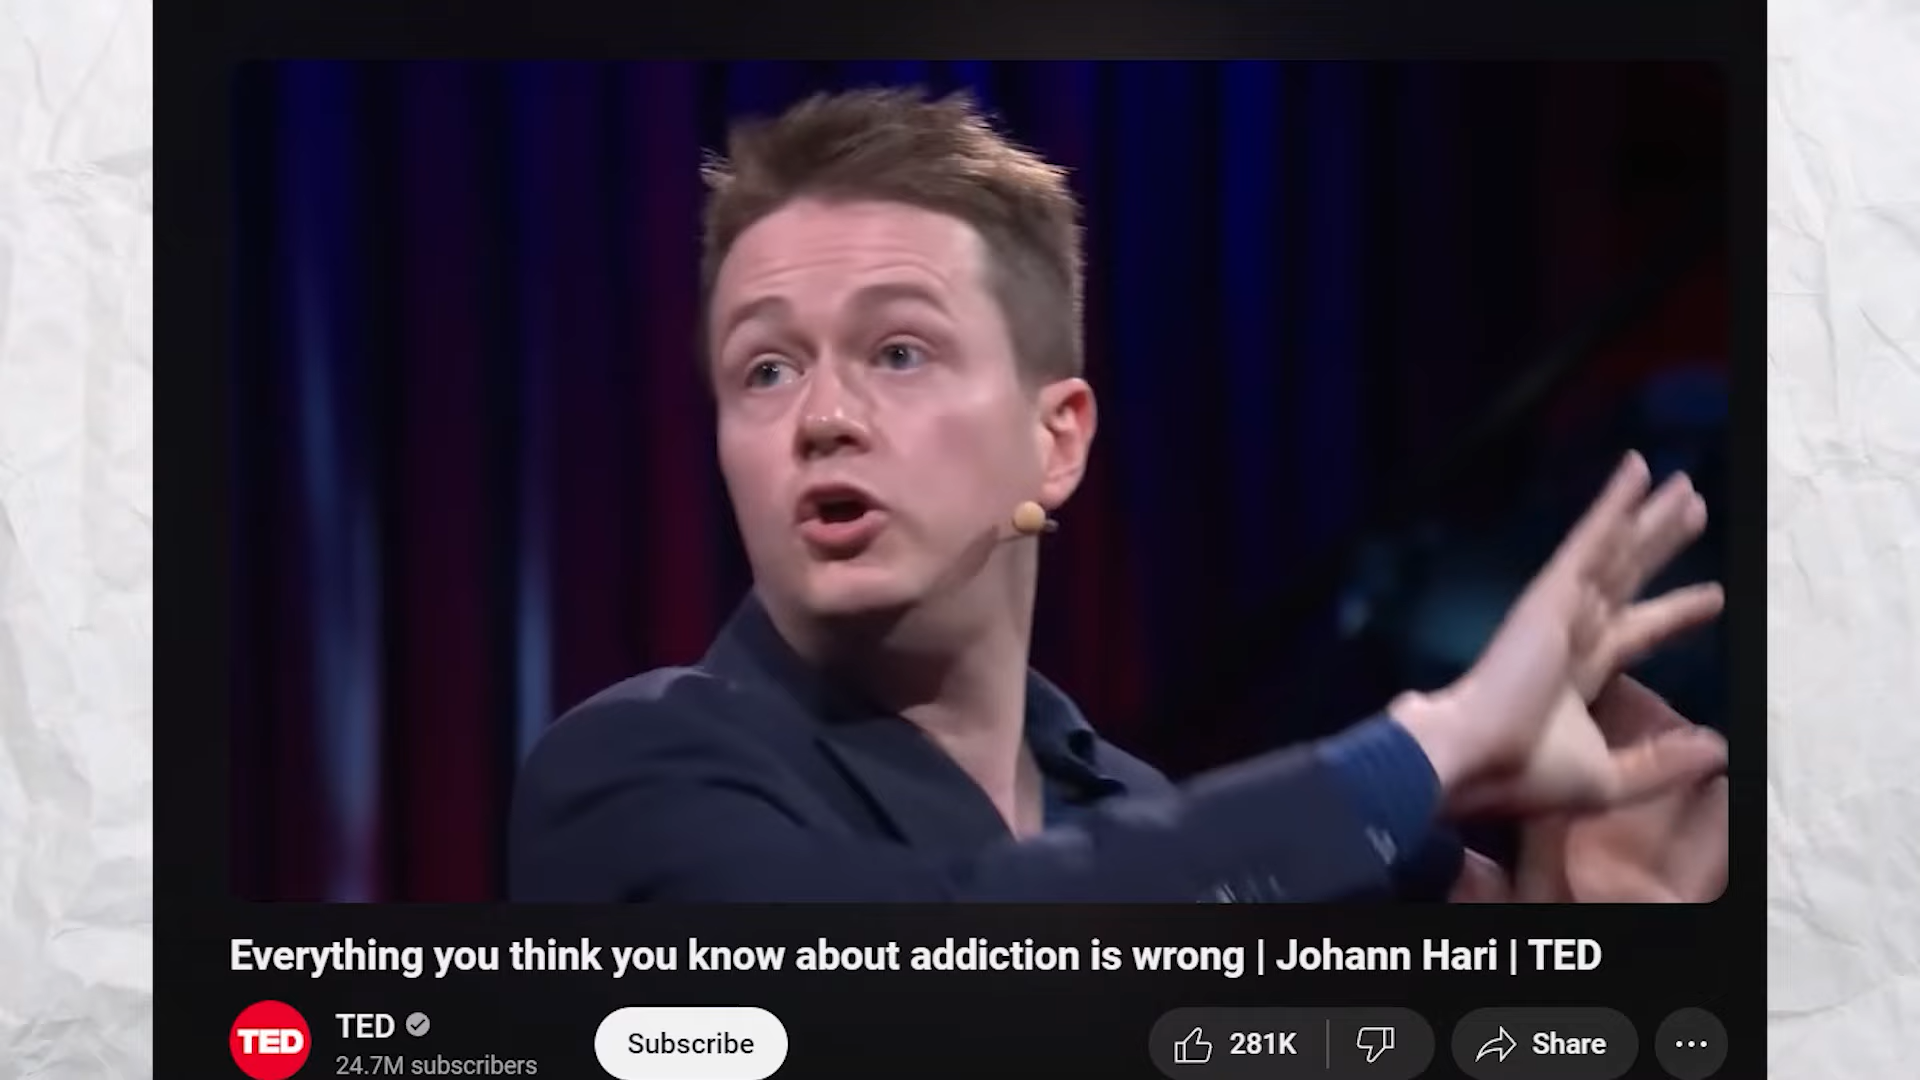 Everything you think you know about addiction is wrong | Johann Hari | TED
TED
TED
24.7M subscribers
Subscribe
281K
Share